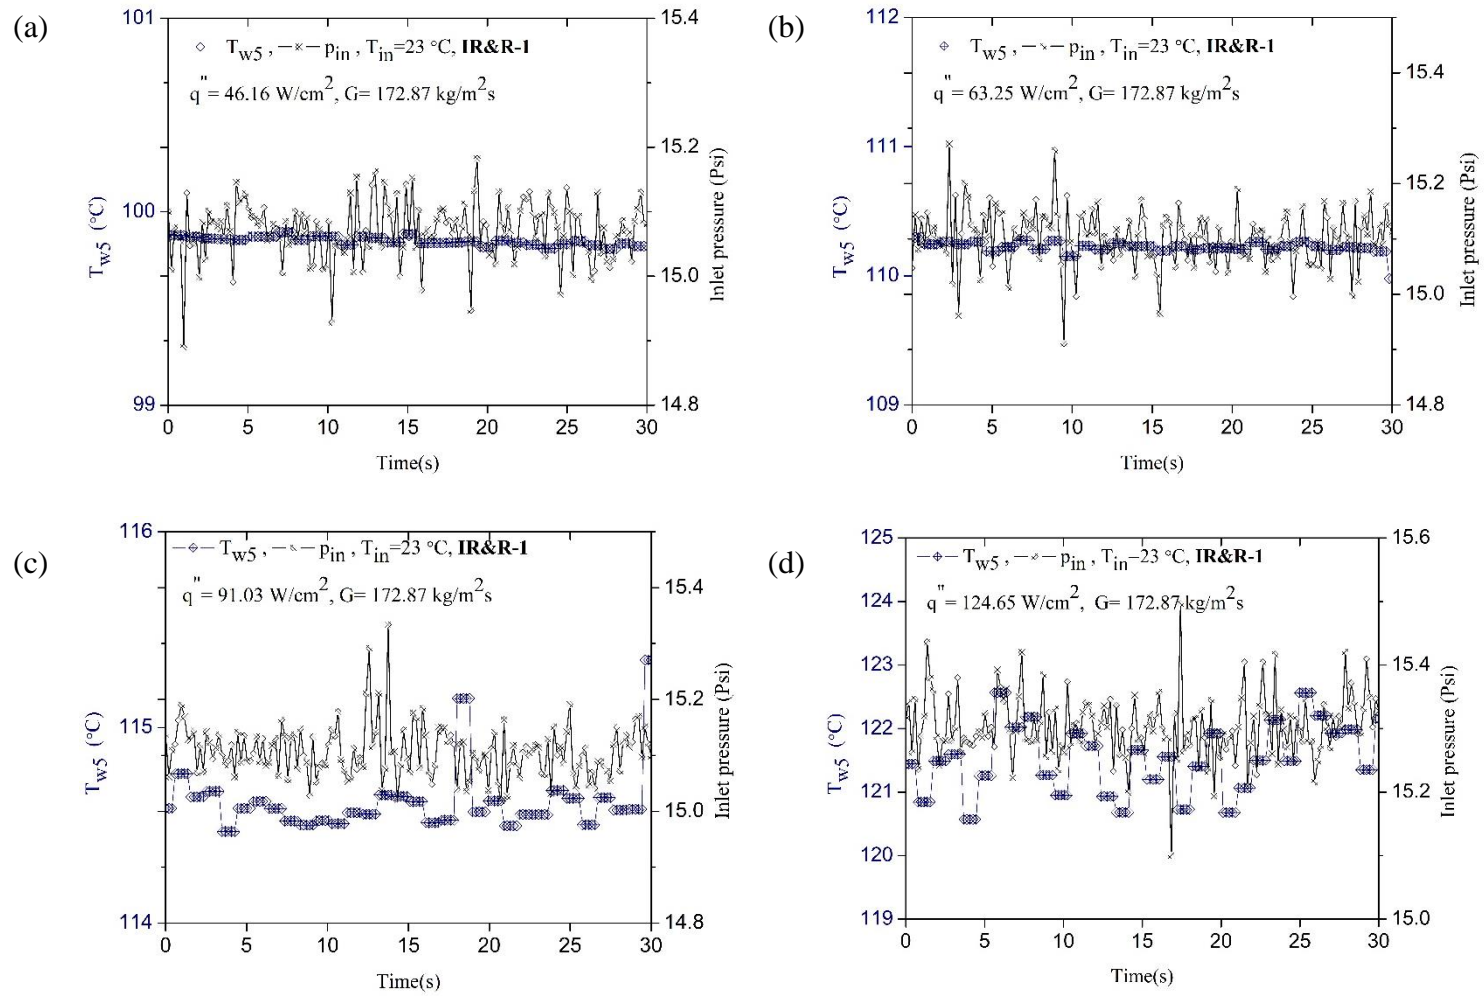 (a)
101
15.4
T_w5 , p_in , T_in=23 °C, IR&R-1
q"= 46.16 W/cm², G= 172.87 kg/m²s
15.2
100
15.0
99
14.8
T_w5 (°C)
Inlet pressure (Psi)
0 5 10 15 20 25 30
Time(s)
(b)
112
T_w5 , p_in , T_in=23 °C, IR&R-1
15.4
q"= 63.25 W/cm², G= 172.87 kg/m²s
111
15.2
110
15.0
109
14.8
T_w5 (°C)
Inlet pressure (Psi)
0 5 10 15 20 25 30
Time(s)
(c)
116
T_w5 , p_in , T_in=23 °C, IR&R-1
15.4
q"= 91.03 W/cm², G= 172.87 kg/m²s
15.2
115
15.0
114
14.8
T_w5 (°C)
Inlet pressure (Psi)
0 5 10 15 20 25 30
Time(s)
(d)
125
15.6
T_w5 , p_in , T_in=23 °C, IR&R-1
124
q"= 124.65 W/cm², G= 172.87 kg/m²s
123
15.4
122
121
15.2
120
119
15.0
T_w5 (°C)
Inlet pressure (Psi)
0 5 10 15 20 25 30
Time(s)